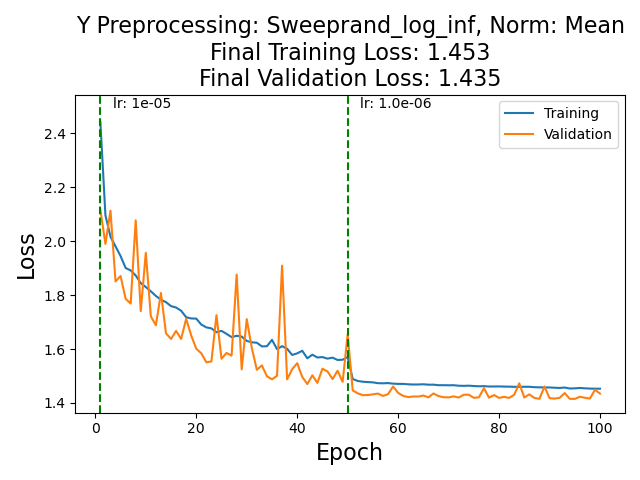 Y Preprocessing: Sweeprand_log_inf, Norm: Mean
Final Training Loss: 1.453
Final Validation Loss: 1.435
lr: 1e-05
lr: 1.0e-06
Training
Validation
2.4
2.2
2.0
1.8
1.6
1.4
Loss
0
20
40
60
80
100
Epoch